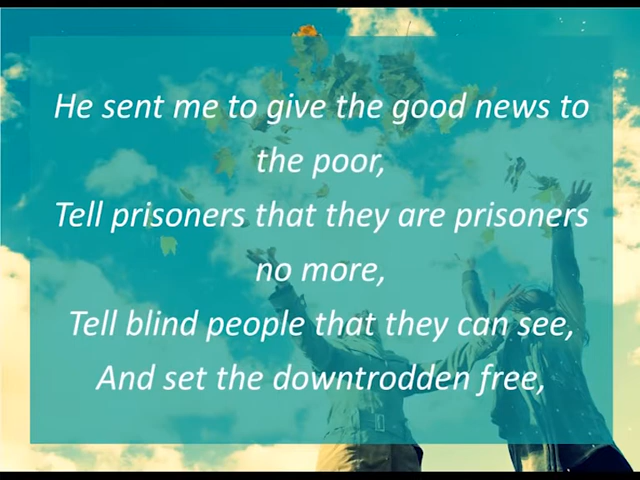 He sent me to give the good news to
the poor,
Tell prisoners that they are prisoners
no more,
Tell blind people that they can see,
And set the downtrodden free,